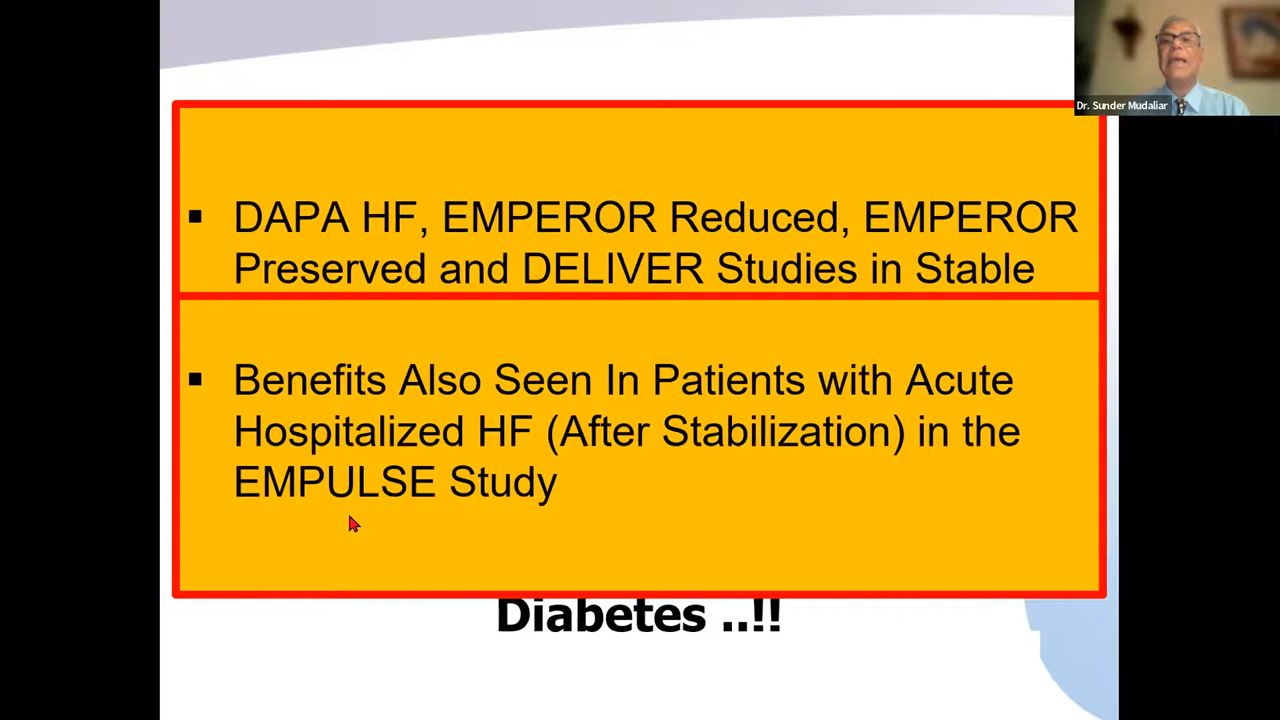 Dr. Sunder Mudaliar
▪ DAPA HF, EMPEROR Reduced, EMPEROR
Preserved and DELIVER Studies in Stable
▪ Benefits Also Seen In Patients with Acute
Hospitalized HF (After Stabilization) in the
EMPULSE Study
Diabetes ..!!